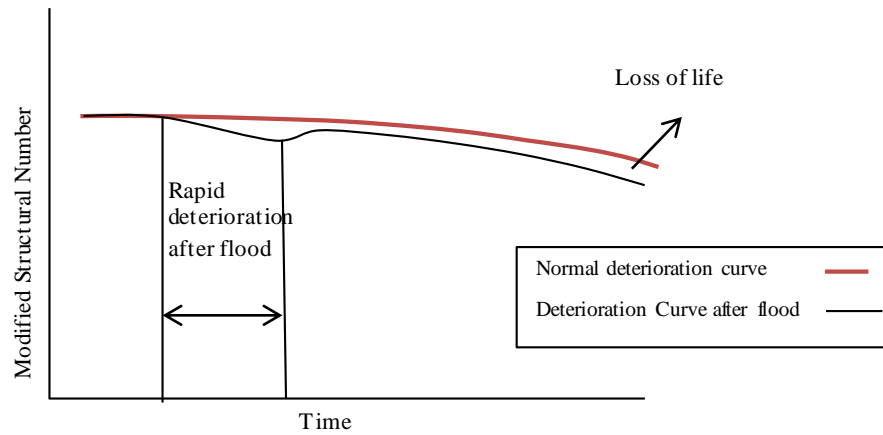 Loss of life
Modified Structural Number
Rapid
deterioration
after flood
Normal deterioration curve
Deterioration Curve after flood
Time